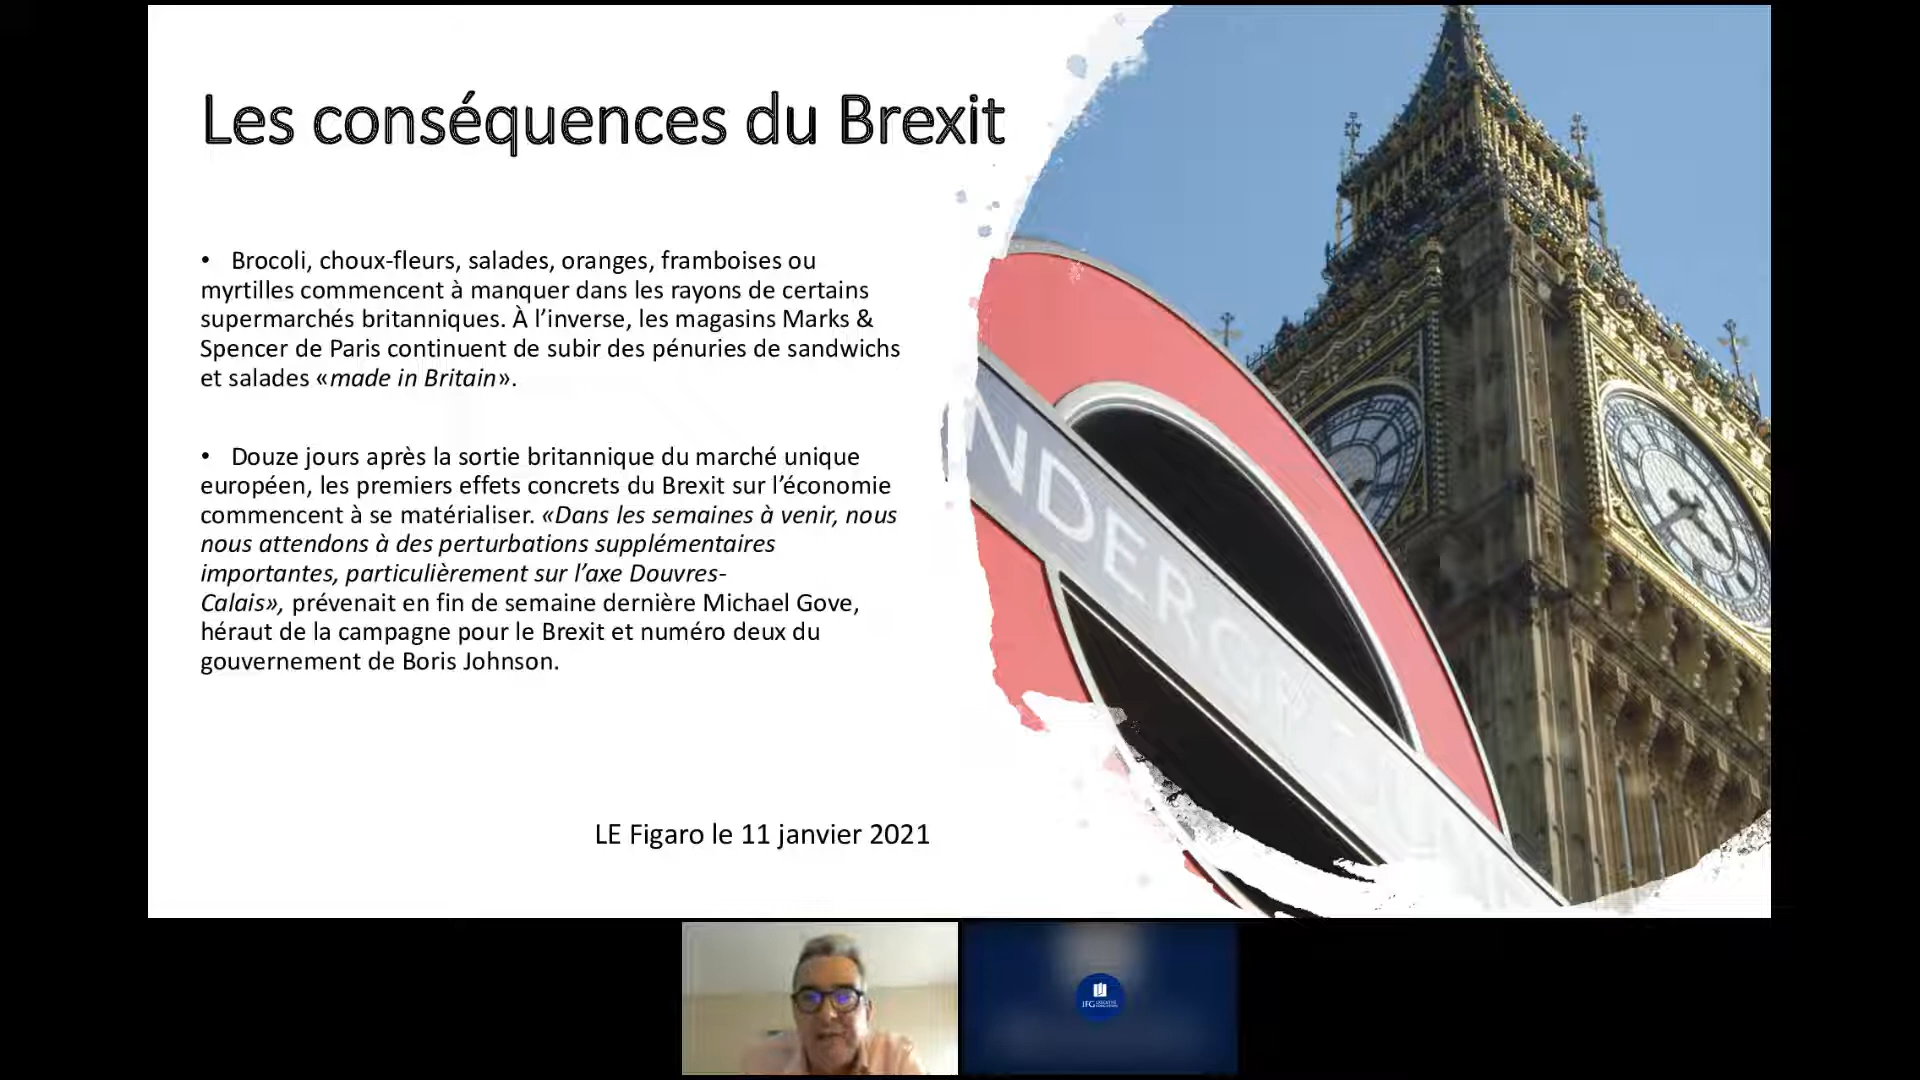 Les conséquences du Brexit
• Brocoli, choux-fleurs, salades, oranges, framboises ou
myrtilles commencent à manquer dans les rayons de certains
supermarchés britanniques. À l’inverse, les magasins Marks &
Spencer de Paris continuent de subir des pénuries de sandwichs
et salades «made in Britain».
• Douze jours après la sortie britannique du marché unique
européen, les premiers effets concrets du Brexit sur l’économie
commencent à se matérialiser. «Dans les semaines à venir, nous
nous attendons à des perturbations supplémentaires
importantes, particulièrement sur l’axe Douvres-
Calais», prévenait en fin de semaine dernière Michael Gove,
héraut de la campagne pour le Brexit et numéro deux du
gouvernement de Boris Johnson.
LE Figaro le 11 janvier 2021
NDERGROUN